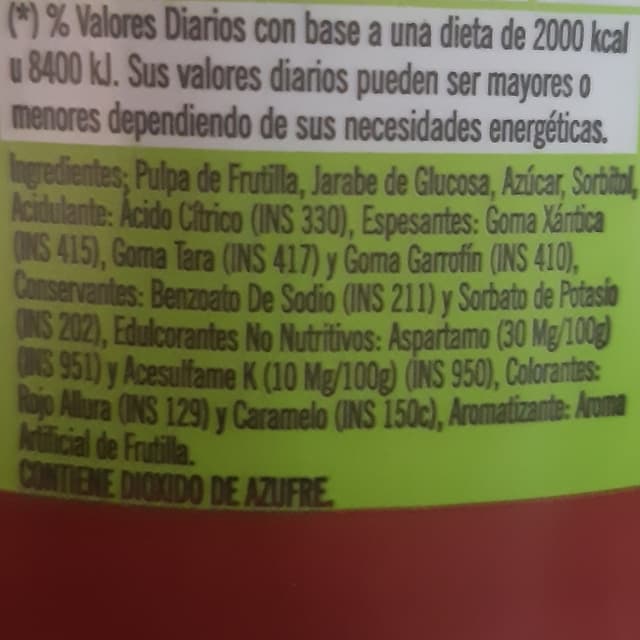 (*) % Valores Diarios con base a una dieta de 2000 kcal
u 8400 kJ. Sus valores diarios pueden ser mayores o
menores dependiendo de sus necesidades energéticas.
Ingredientes: Pulpa de Frutilla, Jarabe de Glucosa, Azúcar, Sorbitol,
Acidulante: Ácido Cítrico (INS 330), Espesantes: Goma Xántica
(INS 415), Goma Tara (INS 417) y Goma Garrofín (INS 410),
Conservantes: Benzoato De Sodio (INS 211) y Sorbato de Potasio
(INS 202), Edulcorantes No Nutritivos: Aspartamo (30 Mg/100g)
(INS 951) y Acesulfame K (10 Mg/100g) (INS 950), Colorantes:
Rojo Allura (INS 129) y Caramelo (INS 150c), Aromatizante: Aroma
Artificial de Frutilla.
CONTIENE DIOXIDO DE AZUFRE.